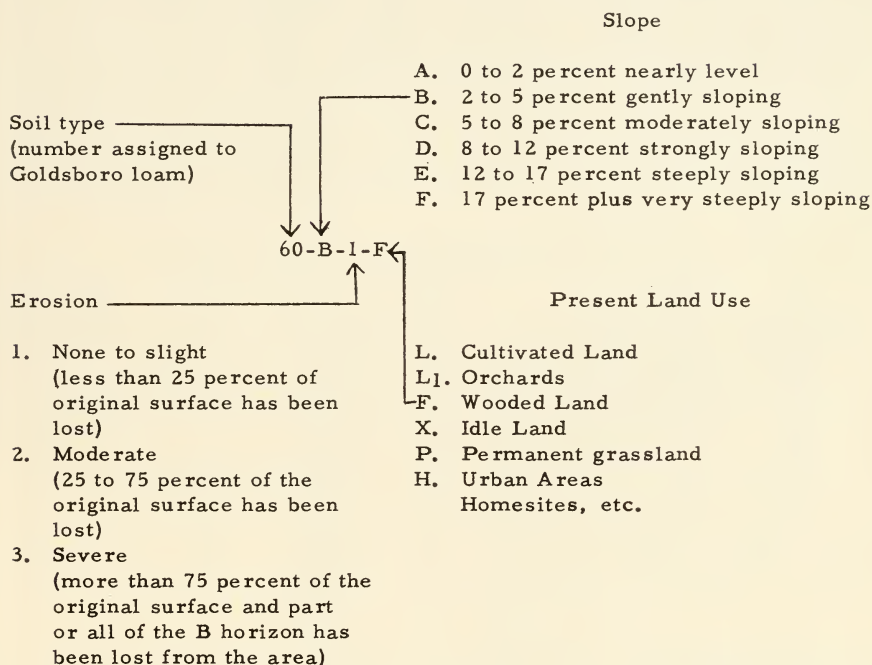 Slope
A. 0 to 2 percent nearly level
B. 2 to 5 percent gently sloping
C. 5 to 8 percent moderately sloping
D. 8 to 12 percent strongly sloping
E. 12 to 17 percent steeply sloping
F. 17 percent plus very steeply sloping
Soil type
(number assigned to
Goldsboro loam)
60-B-1-F
Erosion
1. None to slight
(less than 25 percent of
original surface has been
lost)
2. Moderate
(25 to 75 percent of the
original surface has been
lost)
3. Severe
(more than 75 percent of the
original surface and part
or all of the B horizon has
been lost from the area)
Present Land Use
L. Cultivated Land
L1. Orchards
F. Wooded Land
X. Idle Land
P. Permanent grassland
H. Urban Areas
Homesites, etc.